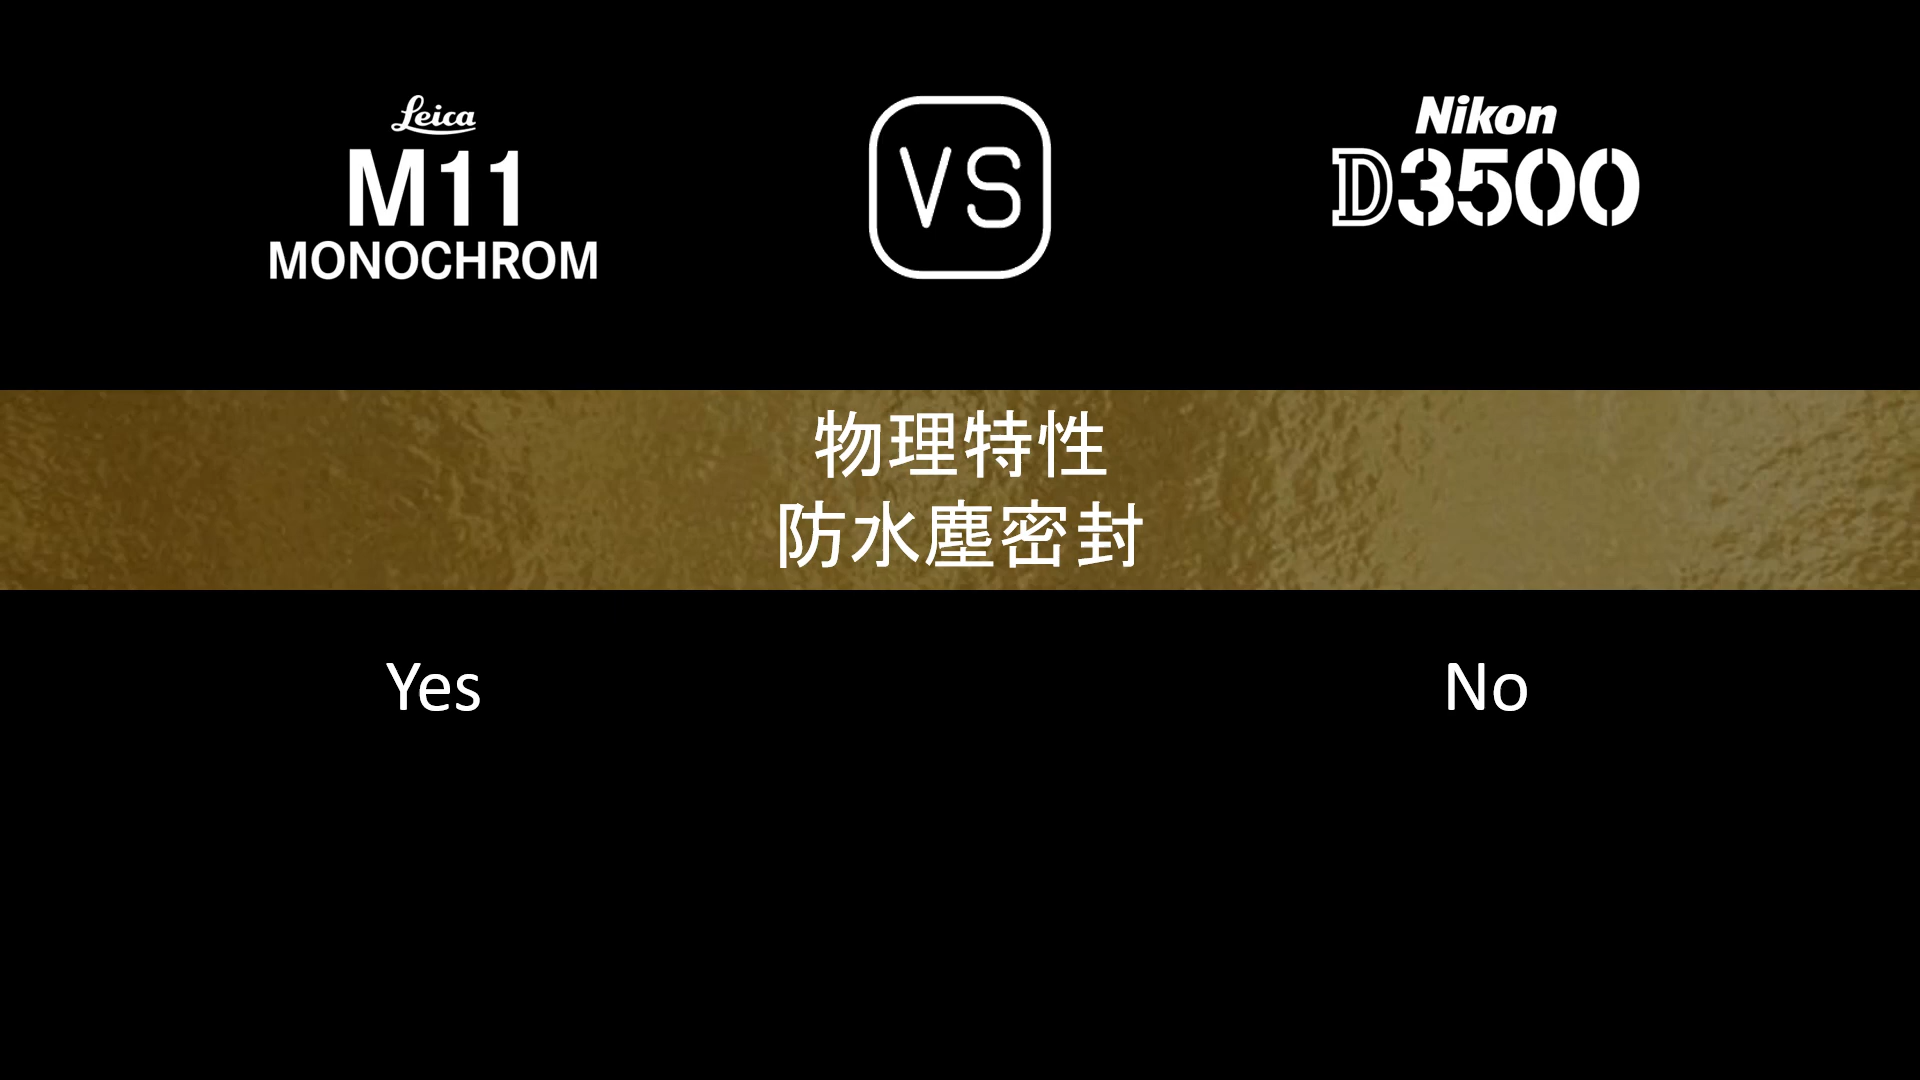 Leica
M11
MONOCHROM
VS
Nikon
D3500
物理特性
防水塵密封
Yes
No